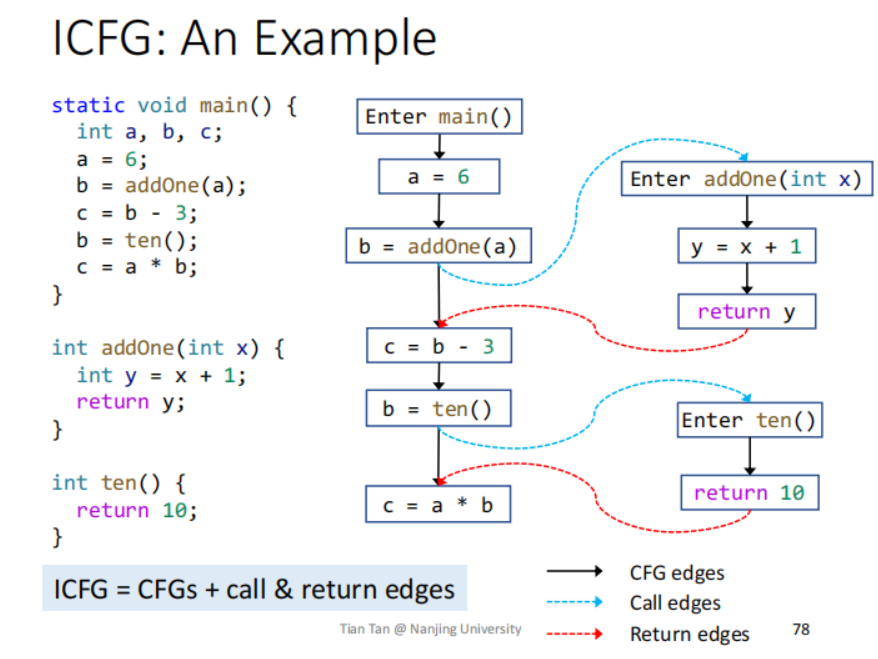 ICFG: An Example
static void main() {
int a, b, c;
a = 6;
b = addOne(a);
c = b - 3;
b = ten();
c = a * b;
}
int addOne(int x) {
int y = x + 1;
return y;
}
int ten() {
return 10;
}
Enter main()
a = 6
b = addOne(a)
c = b - 3
b = ten()
c = a * b
Enter addOne(int x)
y = x + 1
return y
Enter ten()
return 10
ICFG = CFGs + call & return edges
CFG edges
Call edges
Return edges
Tian Tan @ Nanjing University
78